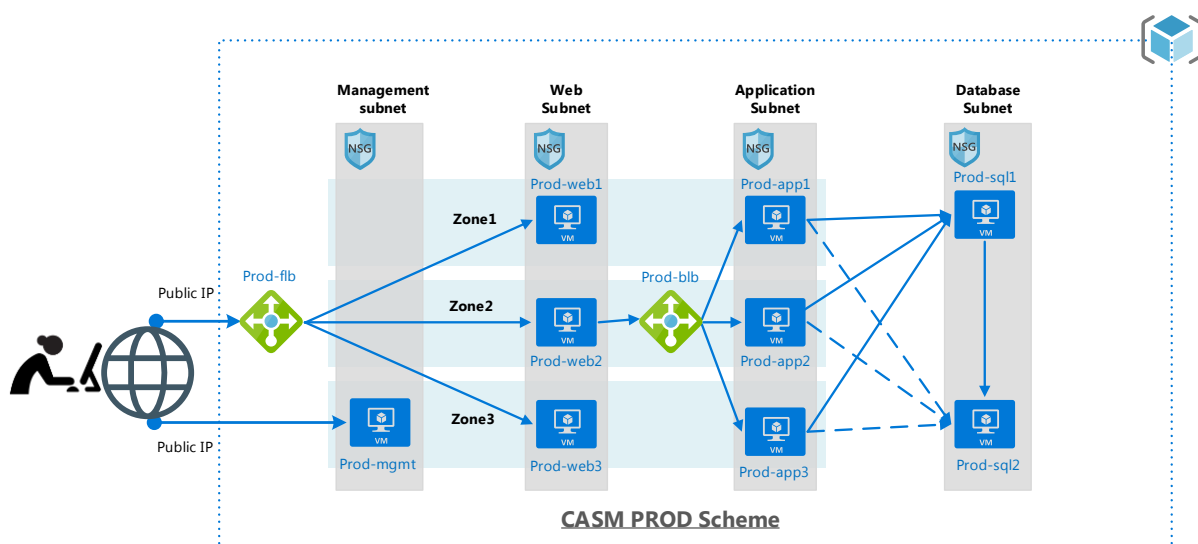 Management
subnet
Web
Subnet
Application
Subnet
Database
Subnet
NSG
NSG
NSG
NSG
Prod-web1
Prod-app1
Prod-sql1
Zone1
VM
VM
VM
Prod-flb
Prod-blb
Public IP
Zone2
VM
VM
Prod-web2
Prod-app2
Zone3
VM
VM
VM
VM
Public IP
Prod-mgmt
Prod-web3
Prod-app3
Prod-sql2
CASM PROD Scheme